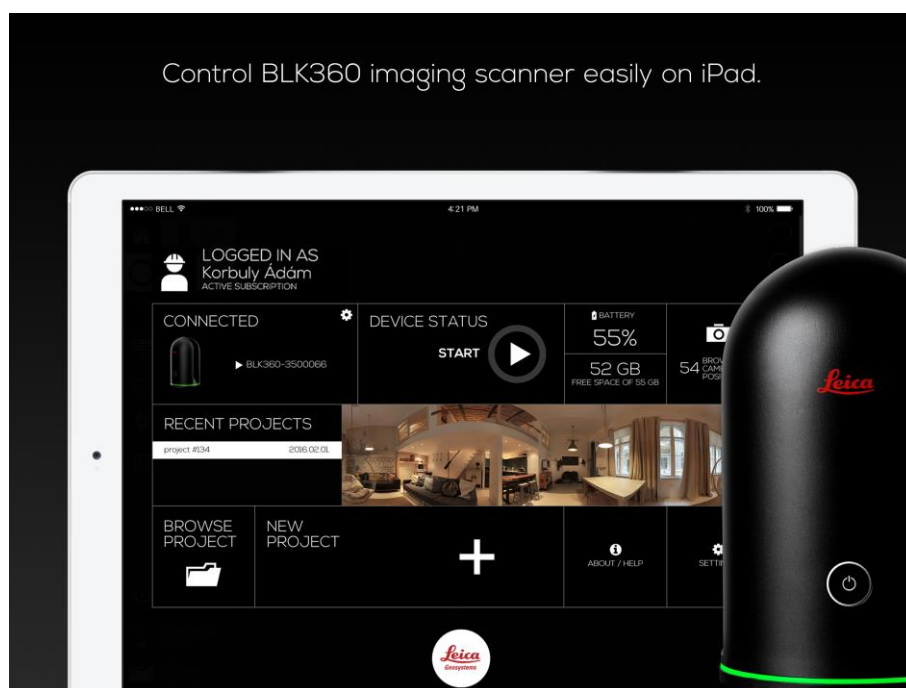 Control BLK360 imaging scanner easily on iPad.
BELL
4:21 PM
100%
LOGGED IN AS
Korbuly Ádám
ACTIVE SUBSCRIPTION
CONNECTED
BLK360-3500066
DEVICE STATUS
START
BATTERY
55%
52 GB
FREE SPACE OF 55 GB
54
Leica
RECENT PROJECTS
project #134 2016.02.01.
BROWSE
PROJECT
NEW
PROJECT
ABOUT / HELP
Leica
Geosystems